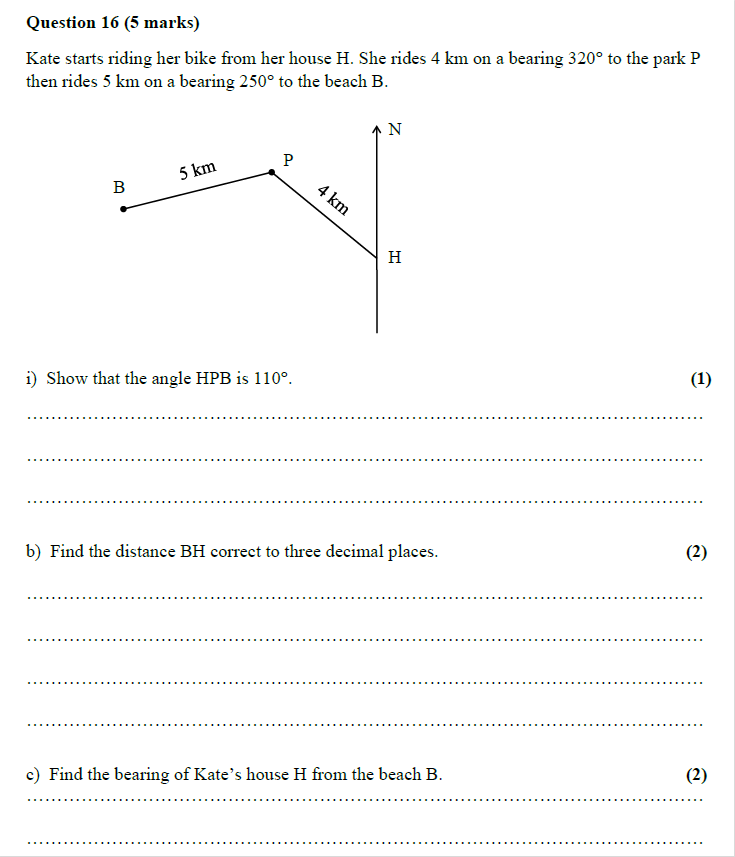 Question 16 (5 marks)
Kate starts riding her bike from her house H. She rides 4 km on a bearing 320° to the park P
then rides 5 km on a bearing 250° to the beach B.
N
P
5 km
B
4 km
H
i) Show that the angle HPB is 110°. (1)
b) Find the distance BH correct to three decimal places. (2)
c) Find the bearing of Kate’s house H from the beach B. (2)